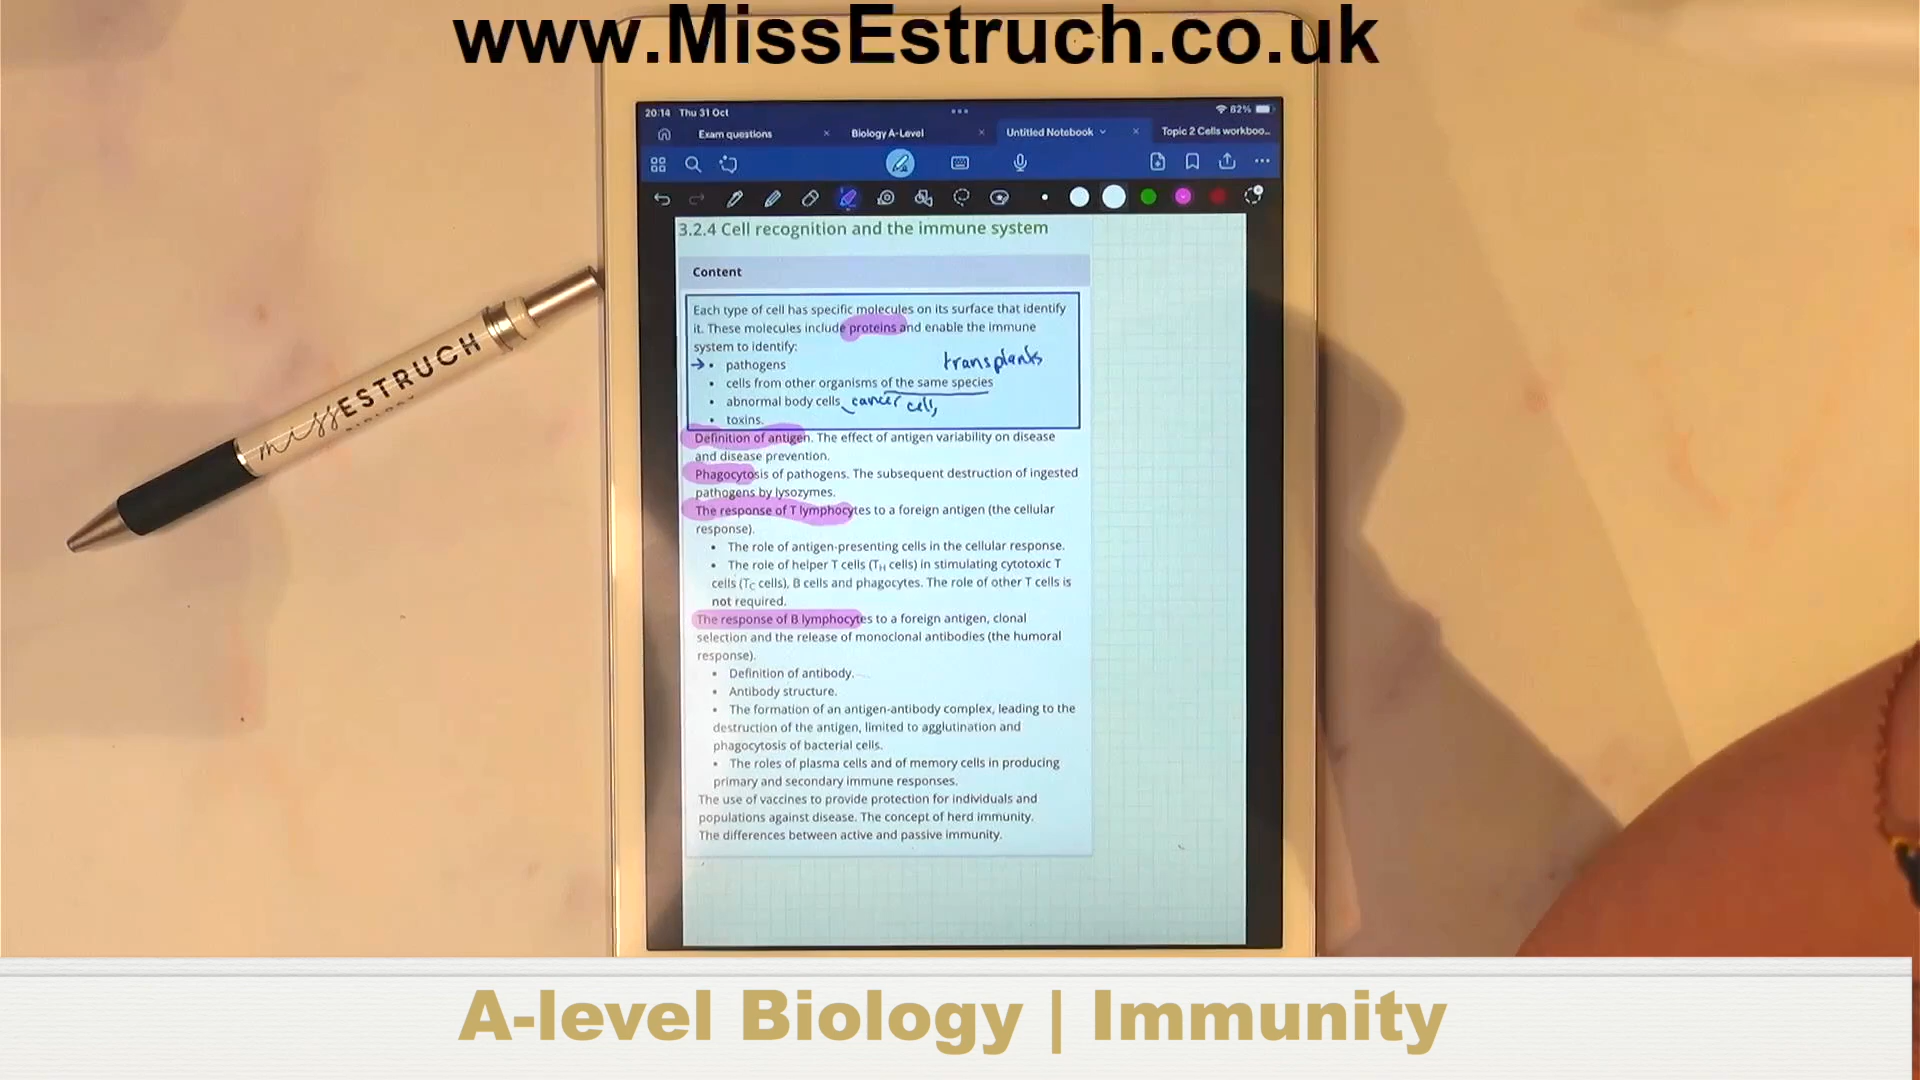 www.MissEstruch.co.uk
20:14 Thu 31 Oct
82%
Exam questions
Biology A-Level
Untitled Notebook
Topic 2 Cells workboo...
3.2.4 Cell recognition and the immune system
Content
Each type of cell has specific molecules on its surface that identify
it. These molecules include proteins and enable the immune
system to identify:
→ • pathogens
transplants
• cells from other organisms of the same species
• abnormal body cells cancer cells
• toxins.
Definition of antigen. The effect of antigen variability on disease
and disease prevention.
Phagocytosis of pathogens. The subsequent destruction of ingested
pathogens by lysozymes.
The response of T lymphocytes to a foreign antigen (the cellular
response).
• The role of antigen-presenting cells in the cellular response.
• The role of helper T cells (TH cells) in stimulating cytotoxic T
cells (TC cells), B cells and phagocytes. The role of other T cells is
not required.
The response of B lymphocytes to a foreign antigen, clonal
selection and the release of monoclonal antibodies (the humoral
response).
• Definition of antibody.
• Antibody structure.
• The formation of an antigen-antibody complex, leading to the
destruction of the antigen, limited to agglutination and
phagocytosis of bacterial cells.
• The roles of plasma cells and of memory cells in producing
primary and secondary immune responses.
The use of vaccines to provide protection for individuals and
populations against disease. The concept of herd immunity.
The differences between active and passive immunity.
missESTRUCH
BIOLOGY
A-level Biology | Immunity